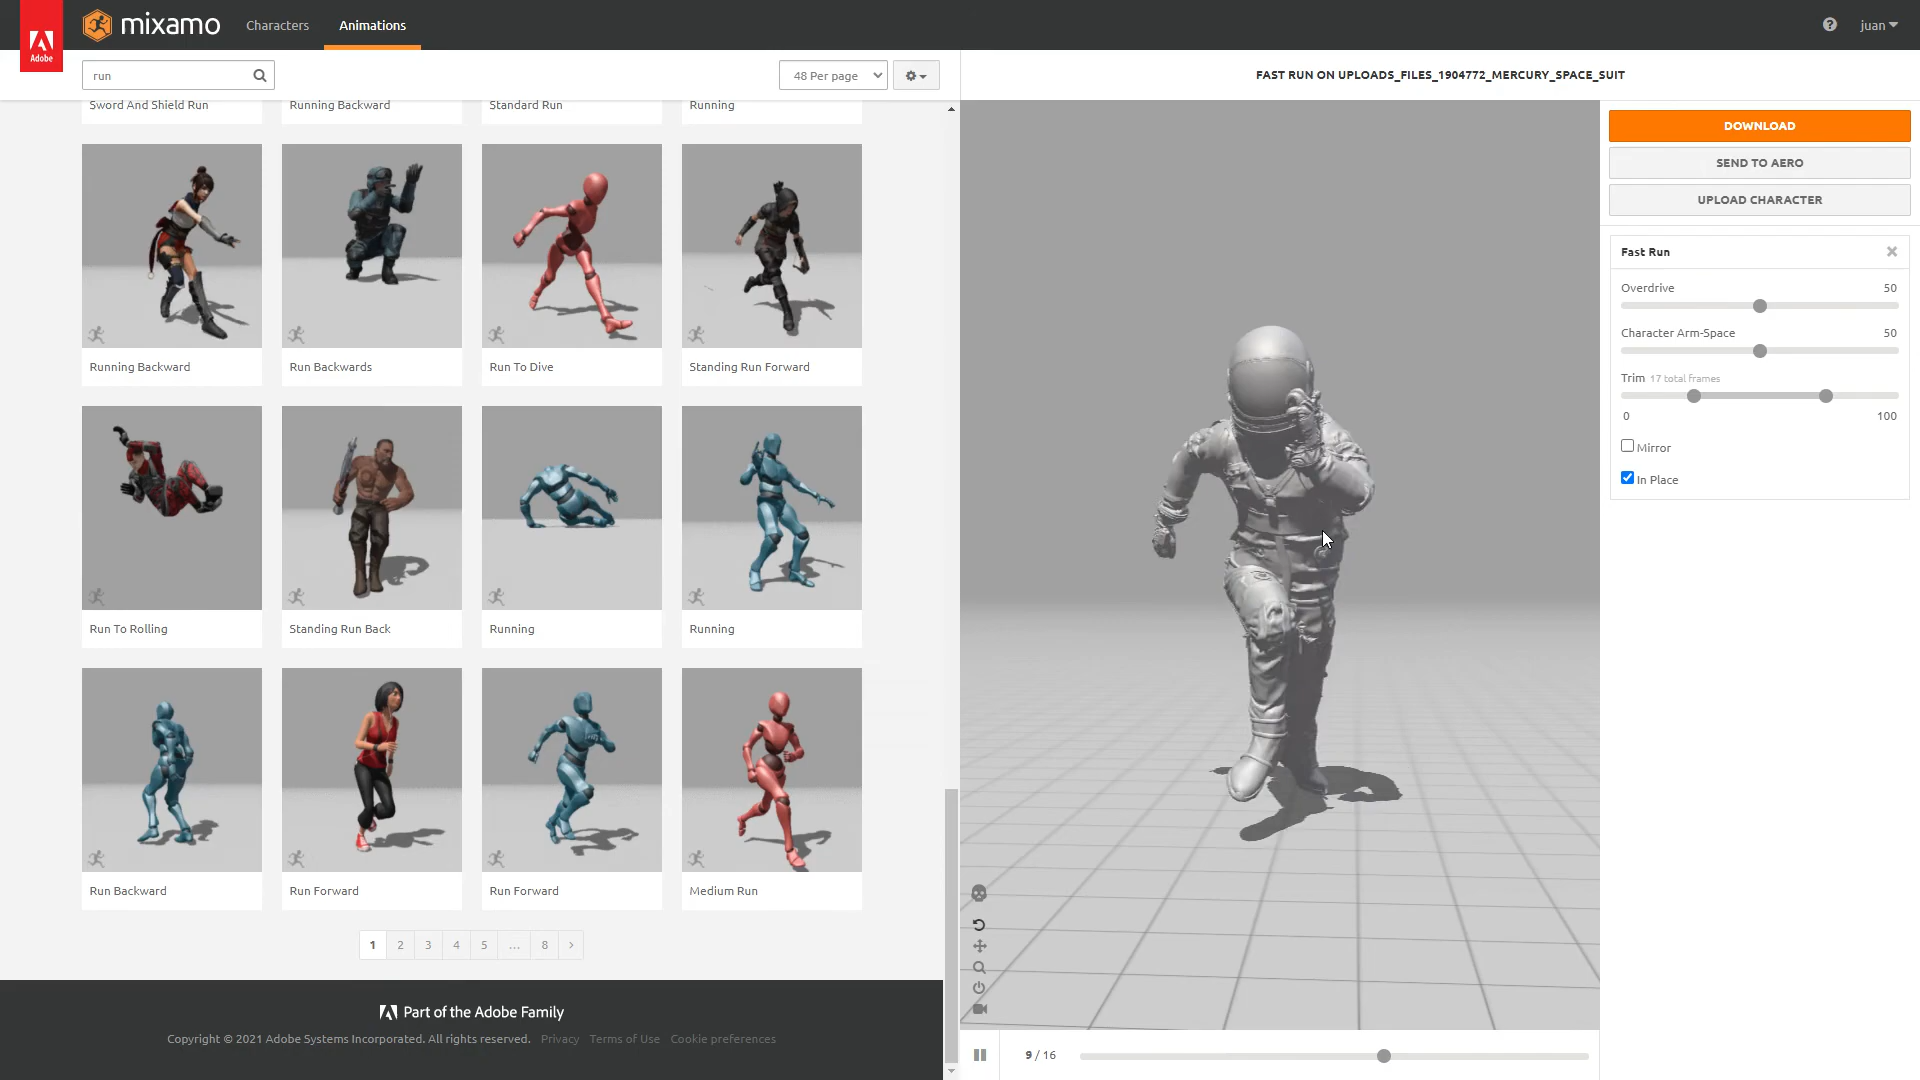 Adobe
mixamo
Characters
Animations
juan
run
48 Per page
FAST RUN ON UPLOADS_FILES_1904772_MERCURY_SPACE_SUIT
Sword And Shield Run
Running Backward
Standard Run
Running
Running Backward
Run Backwards
Run To Dive
Standing Run Forward
Run To Rolling
Standing Run Back
Running
Running
Run Backward
Run Forward
Run Forward
Medium Run
1 2 3 4 5 ... 8 >
Part of the Adobe Family
Copyright © 2021 Adobe Systems Incorporated. All rights reserved. Privacy Terms of Use Cookie preferences
DOWNLOAD
SEND TO AERO
UPLOAD CHARACTER
Fast Run
Overdrive 50
Character Arm-Space 50
Trim 17 total frames
0 100
Mirror
In Place
9 / 16